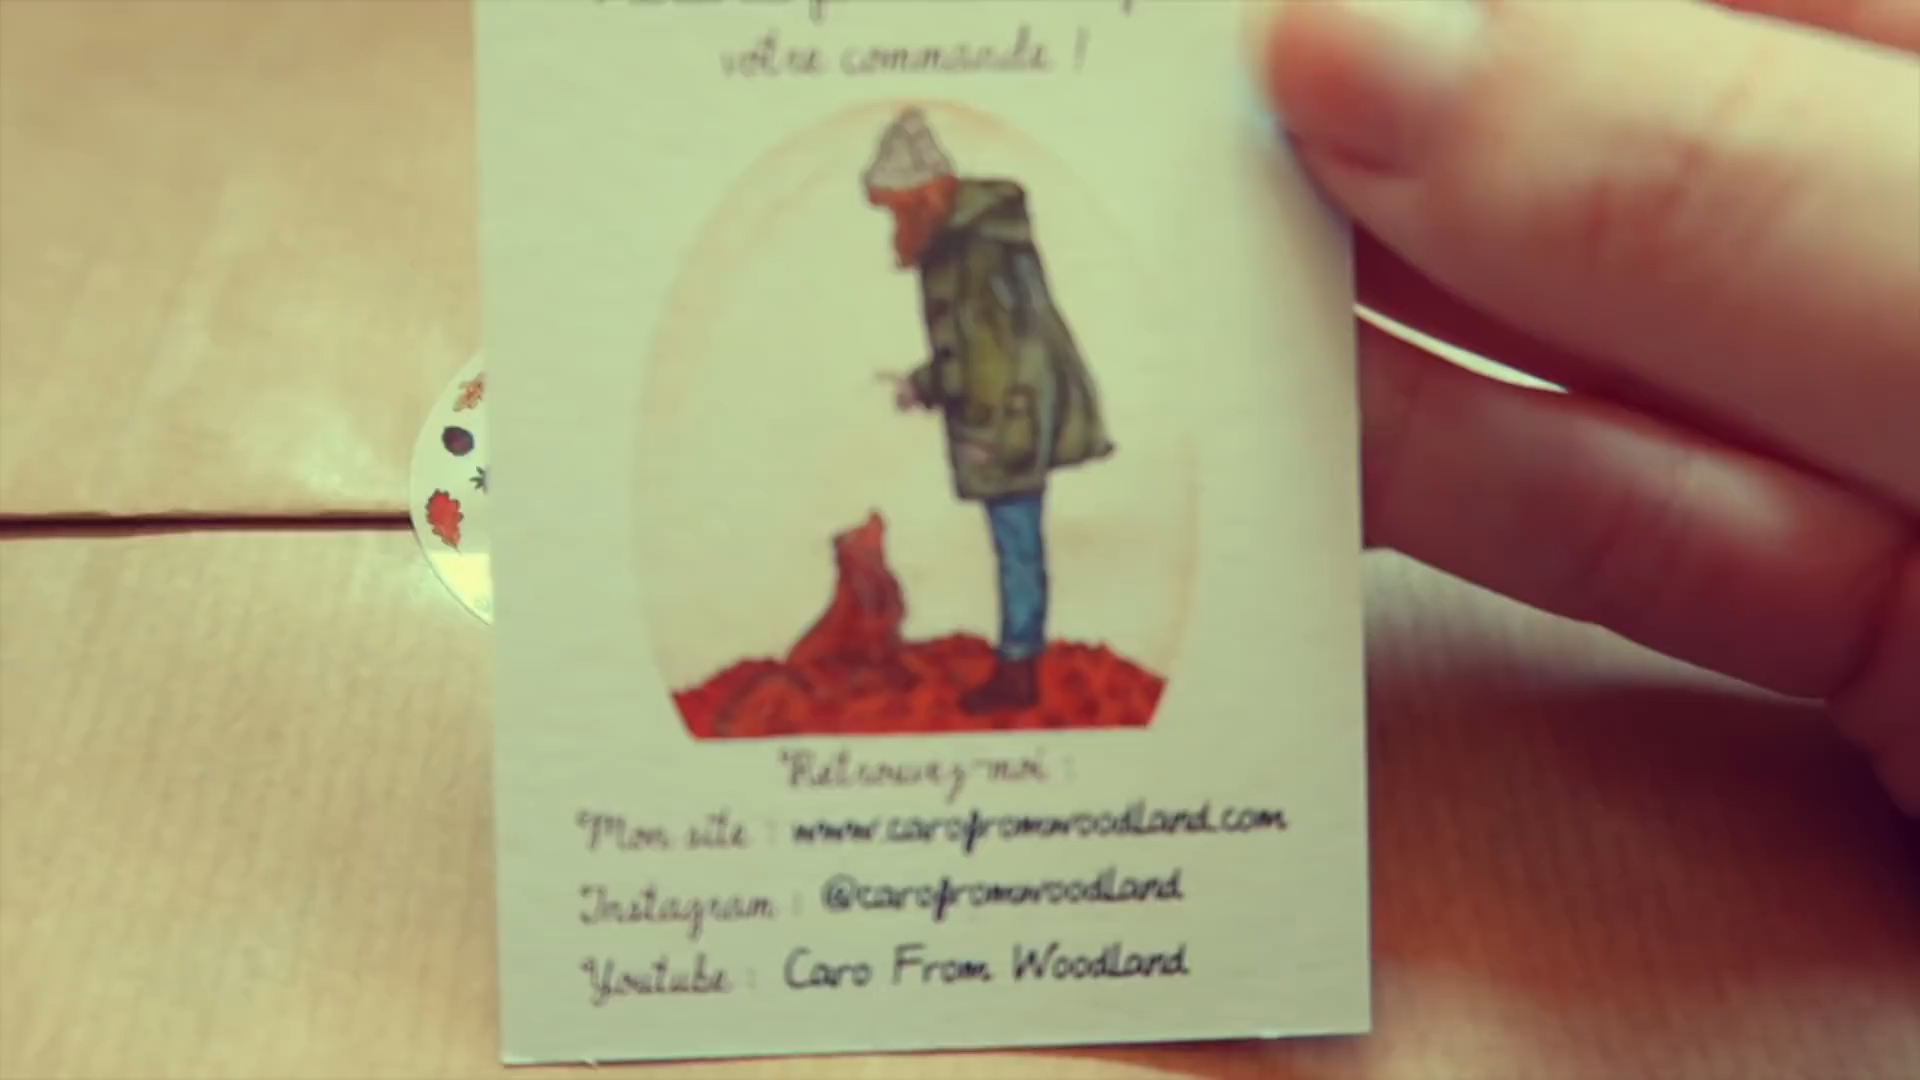 votre commande !
Retrouvez-moi :
Mon site : www.carofromwoodland.com
Instagram : @carofromwoodland
Youtube : Caro From Woodland